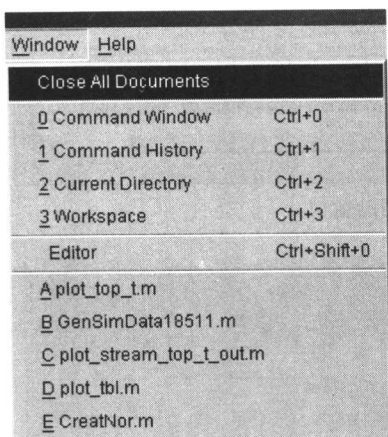 Window Help
Close All Documents
0 Command Window Ctrl+0
1 Command History Ctrl+1
2 Current Directory Ctrl+2
3 Workspace Ctrl+3
Editor Ctrl+Shift+0
A plot_top_t.m
B GenSimData18511.m
C plot_stream_top_t_out.m
D plot_tbl.m
E CreatNor.m